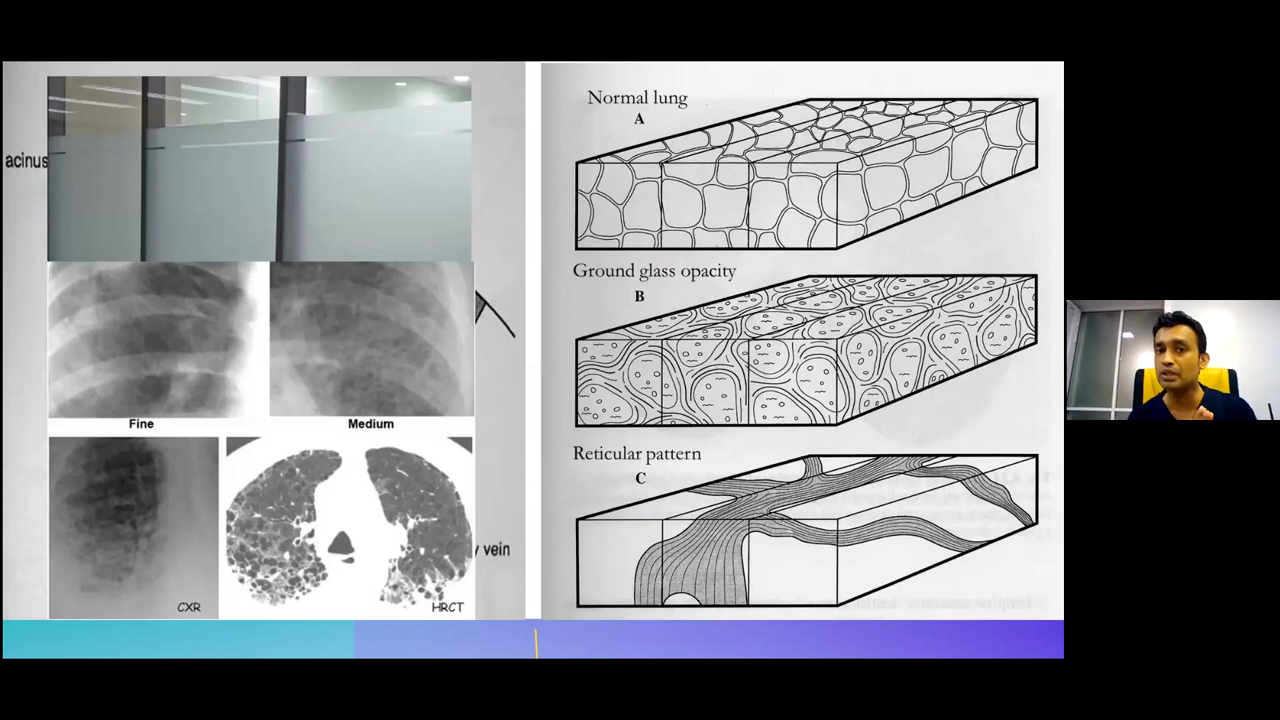 acinus
Fine
Medium
CXR
HRCT
y vein
Normal lung
A
Ground glass opacity
B
Reticular pattern
C